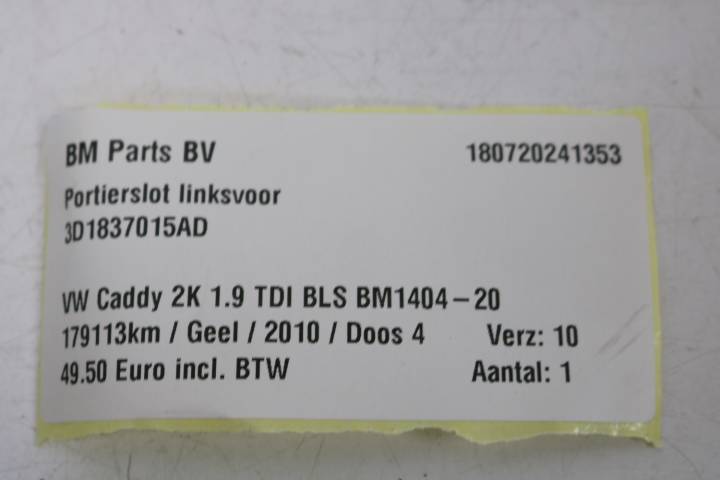 BM Parts BV 180720241353
Portierslot linksvoor
3D1837015AD
VW Caddy 2K 1.9 TDI BLS BM1404-20
179113km / Geel / 2010 / Doos 4 Verz: 10
49.50 Euro incl. BTW Aantal: 1